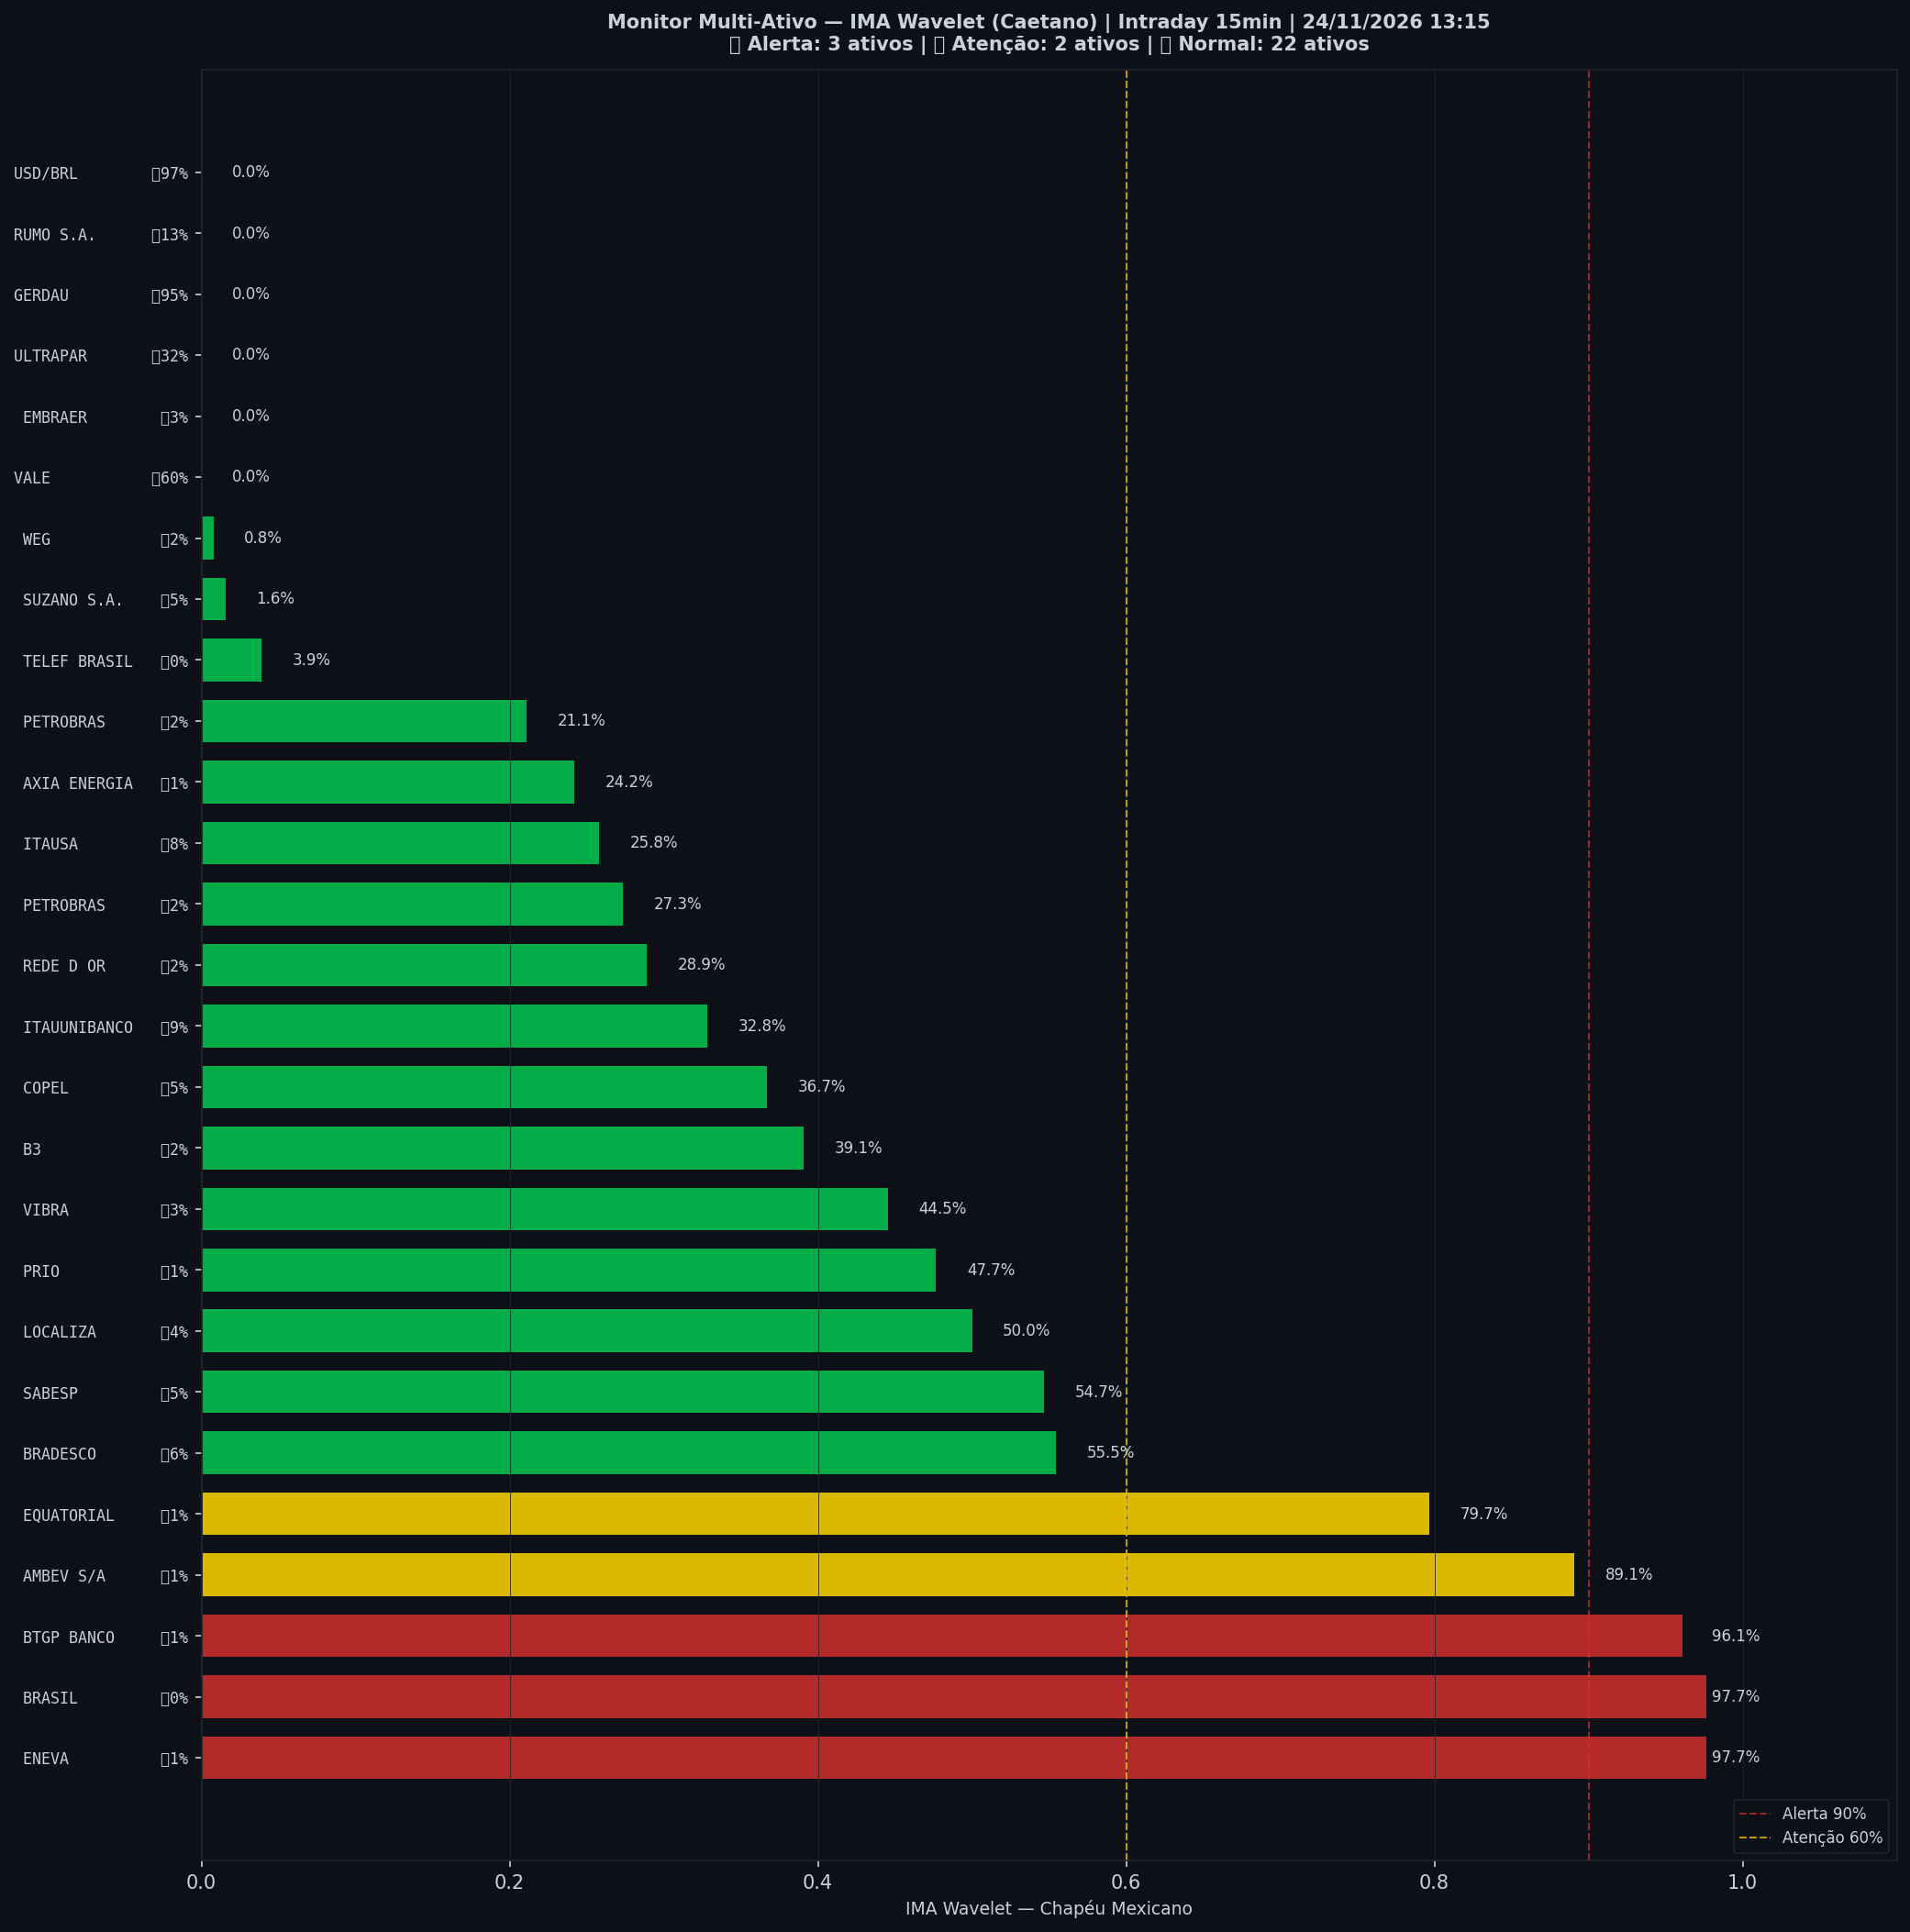 Monitor Multi-Ativo — IMA Wavelet (Caetano) | Intraday 15min | 24/11/2026 13:15
▯ Alerta: 3 ativos | ▯ Atenção: 2 ativos | ▯ Normal: 22 ativos
USD/BRL ▯97% 0.0%
RUMO S.A. ▯13% 0.0%
GERDAU ▯95% 0.0%
ULTRAPAR ▯32% 0.0%
EMBRAER ▯3% 0.0%
VALE ▯60% 0.0%
WEG ▯2% 0.8%
SUZANO S.A. ▯5% 1.6%
TELEF BRASIL ▯0% 3.9%
PETROBRAS ▯2% 21.1%
AXIA ENERGIA ▯1% 24.2%
ITAUSA ▯8% 25.8%
PETROBRAS ▯2% 27.3%
REDE D OR ▯2% 28.9%
ITAUUNIBANCO ▯9% 32.8%
COPEL ▯5% 36.7%
B3 ▯2% 39.1%
VIBRA ▯3% 44.5%
PRIO ▯1% 47.7%
LOCALIZA ▯4% 50.0%
SABESP ▯5% 54.7%
BRADESCO ▯6% 55.5%
EQUATORIAL ▯1% 79.7%
AMBEV S/A ▯1% 89.1%
BTGP BANCO ▯1% 96.1%
BRASIL ▯0% 97.7%
ENEVA ▯1% 97.7%
Alerta 90%
Atenção 60%
0.0 0.2 0.4 0.6 0.8 1.0
IMA Wavelet — Chapéu Mexicano